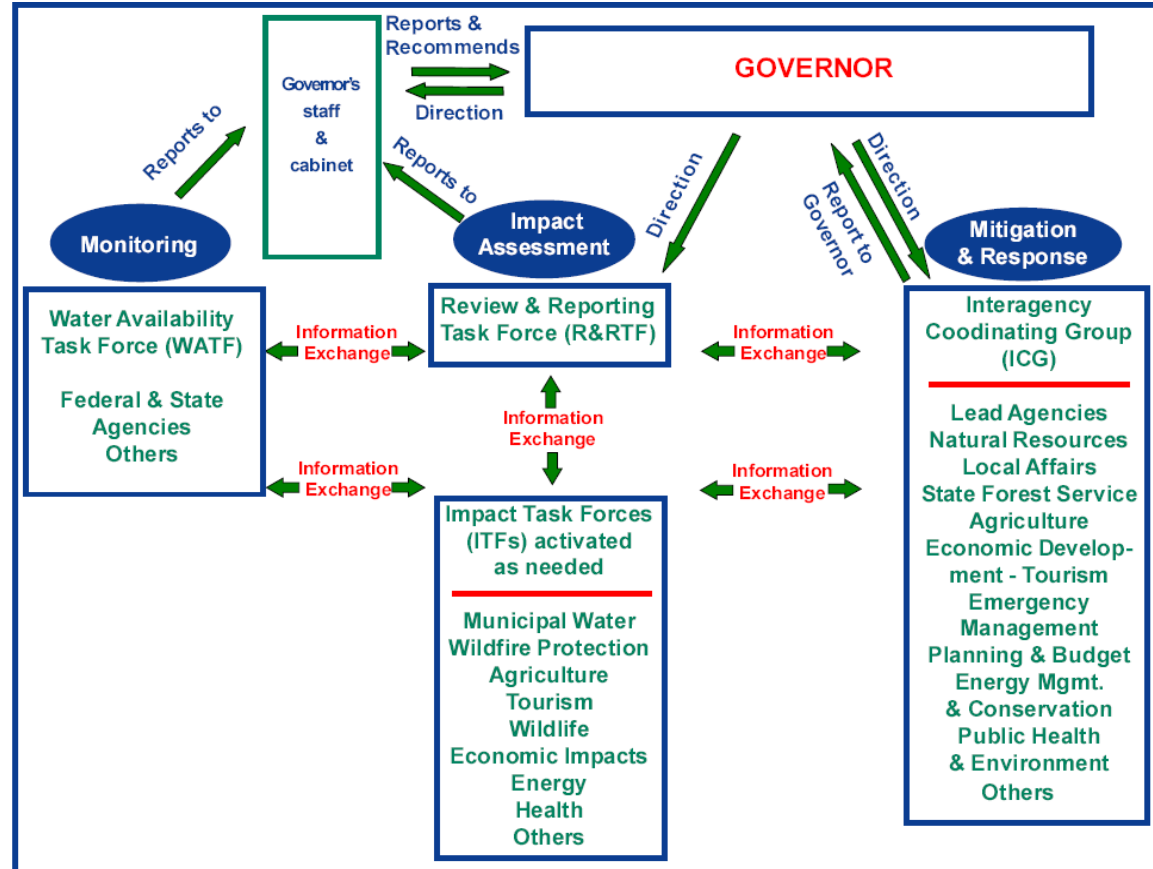 Reports &
Recommends
Direction
GOVERNOR
Governor's
staff
&
cabinet
Reports to
Reports to
Direction
Direction
Report to
Governor
Monitoring
Impact
Assessment
Mitigation
& Response
Water Availability
Task Force (WATF)
Federal & State
Agencies
Others
Information
Exchange
Review & Reporting
Task Force (R&RTF)
Information
Exchange
Interagency
Coodinating Group
(ICG)
Lead Agencies
Natural Resources
Local Affairs
State Forest Service
Agriculture
Economic Develop-
ment - Tourism
Emergency
Management
Planning & Budget
Energy Mgmt.
& Conservation
Public Health
& Environment
Others
Information
Exchange
Information
Exchange
Information
Exchange
Impact Task Forces
(ITFs) activated
as needed
Municipal Water
Wildfire Protection
Agriculture
Tourism
Wildlife
Economic Impacts
Energy
Health
Others